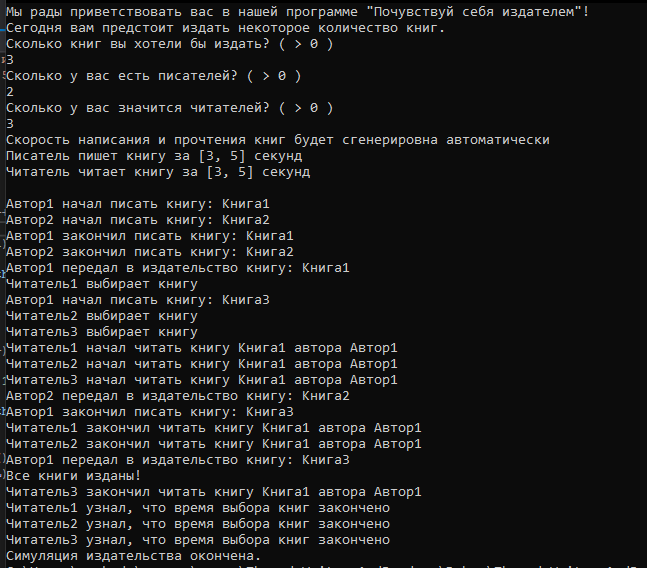 Мы рады приветствовать вас в нашей программе "Почувствуй себя издателем"!
Сегодня вам предстоит издать некоторое количество книг.
Сколько книг вы хотели бы издать? ( > 0 )
3
Сколько у вас есть писателей? ( > 0 )
2
Сколько у вас значится читателей? ( > 0 )
3
Скорость написания и прочтения книг будет сгенерировна автоматически
Писатель пишет книгу за [3, 5] секунд
Читатель читает книгу за [3, 5] секунд
Автор1 начал писать книгу: Книга1
Автор2 начал писать книгу: Книга2
Автор1 закончил писать книгу: Книга1
Автор2 закончил писать книгу: Книга2
Автор1 передал в издательство книгу: Книга1
Читатель1 выбирает книгу
Автор1 начал писать книгу: Книга3
Читатель2 выбирает книгу
Читатель3 выбирает книгу
Читатель1 начал читать книгу Книга1 автора Автор1
Читатель2 начал читать книгу Книга1 автора Автор1
Читатель3 начал читать книгу Книга1 автора Автор1
Автор2 передал в издательство книгу: Книга2
Автор1 закончил писать книгу: Книга3
Читатель1 закончил читать книгу Книга1 автора Автор1
Читатель2 закончил читать книгу Книга1 автора Автор1
Автор1 передал в издательство книгу: Книга3
Все книги изданы!
Читатель3 закончил читать книгу Книга1 автора Автор1
Читатель1 узнал, что время выбора книг закончено
Читатель2 узнал, что время выбора книг закончено
Читатель3 узнал, что время выбора книг закончено
Симуляция издательства окончена.